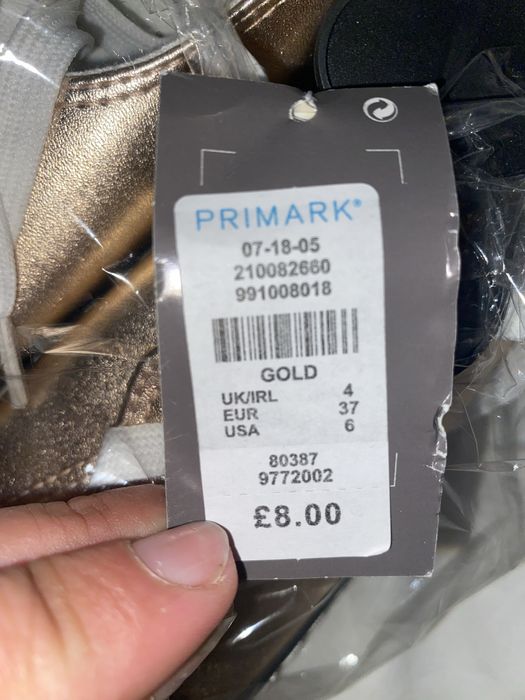 PRIMARK®
07-18-05
210082660
991008018
GOLD
UK/IRL 4
EUR 37
USA 6
80387
9772002
£8.00